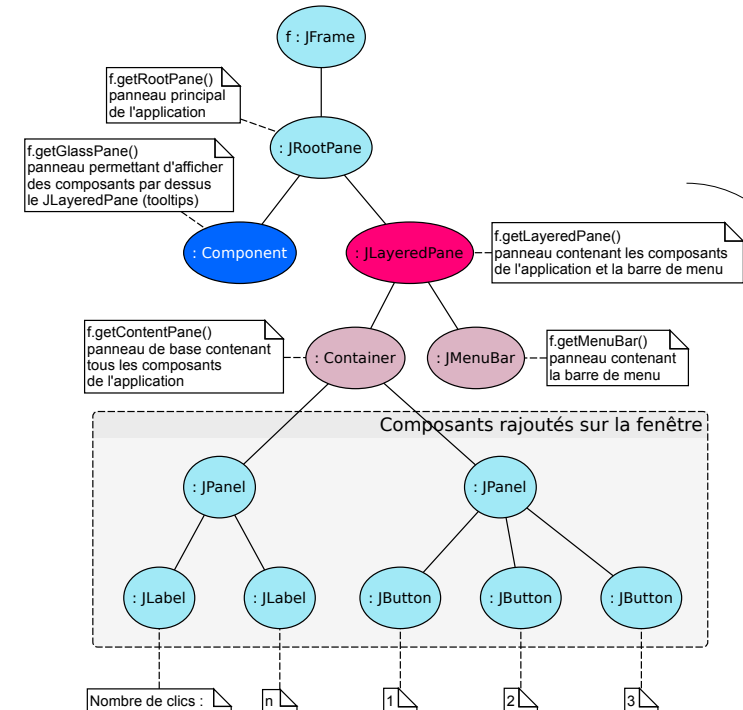 f : JFrame
f.getRootPane()
panneau principal
de l'application
: JRootPane
f.getGlassPane()
panneau permettant d'afficher
des composants par dessus
le JLayeredPane (tooltips)
: Component
: JLayeredPane
f.getLayeredPane()
panneau contenant les composants
de l'application et la barre de menu
f.getContentPane()
panneau de base contenant
tous les composants
de l'application
: Container
: JMenuBar
f.getMenuBar()
panneau contenant
la barre de menu
Composants rajoutés sur la fenêtre
: JPanel
: JPanel
: JLabel
: JLabel
: JButton
: JButton
: JButton
Nombre de clics :
n
1
2
3